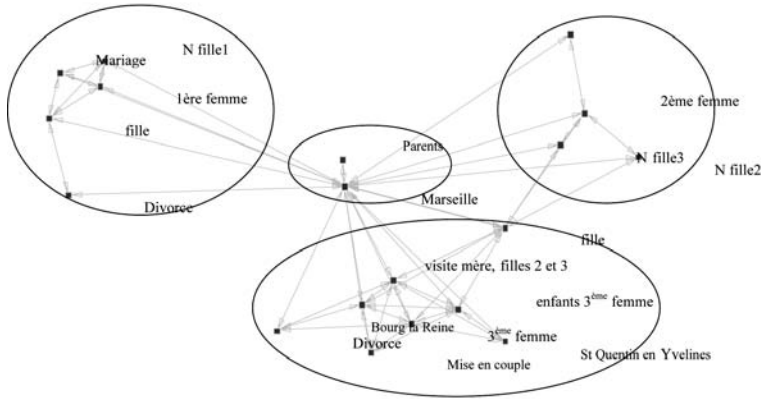 N fille1
Mariage
1ère femme
2ème femme
fille
Parents
N fille3
N fille2
Marseille
Divorce
fille
visite mère, filles 2 et 3
enfants 3ème femme
Bourg la Reine
3ème femme
Divorce
St Quentin en Yvelines
Mise en couple